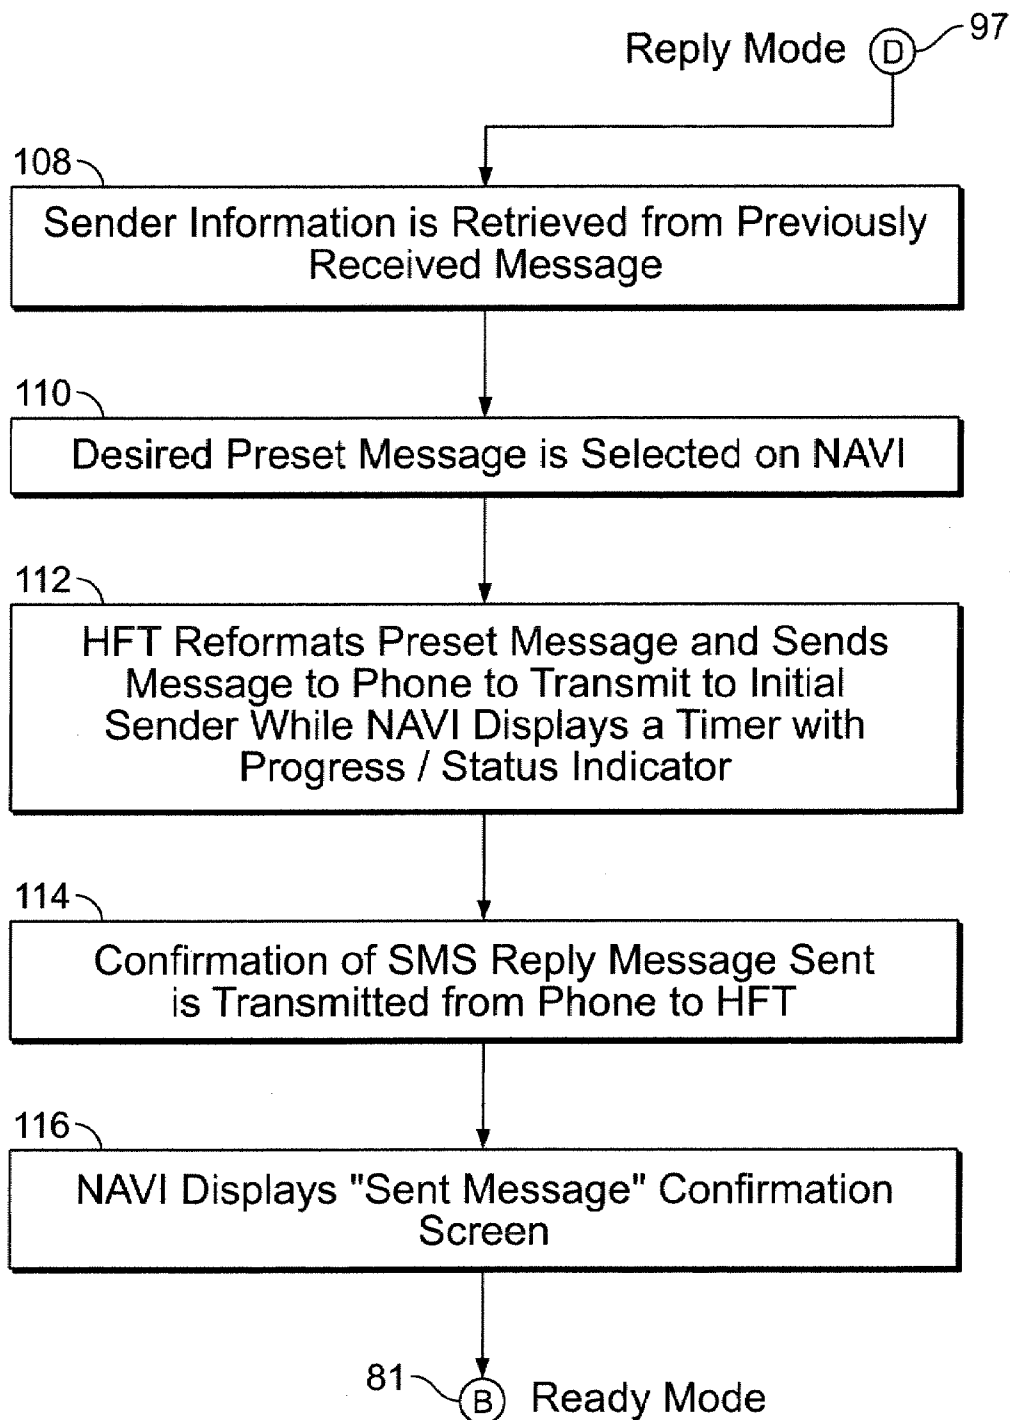 97
Reply Mode D
108
Sender Information is Retrieved from Previously
Received Message
110
Desired Preset Message is Selected on NAVI
112
HFT Reformats Preset Message and Sends
Message to Phone to Transmit to Initial
Sender While NAVI Displays a Timer with
Progress / Status Indicator
114
Confirmation of SMS Reply Message Sent
is Transmitted from Phone to HFT
116
NAVI Displays "Sent Message" Confirmation
Screen
81
B Ready Mode